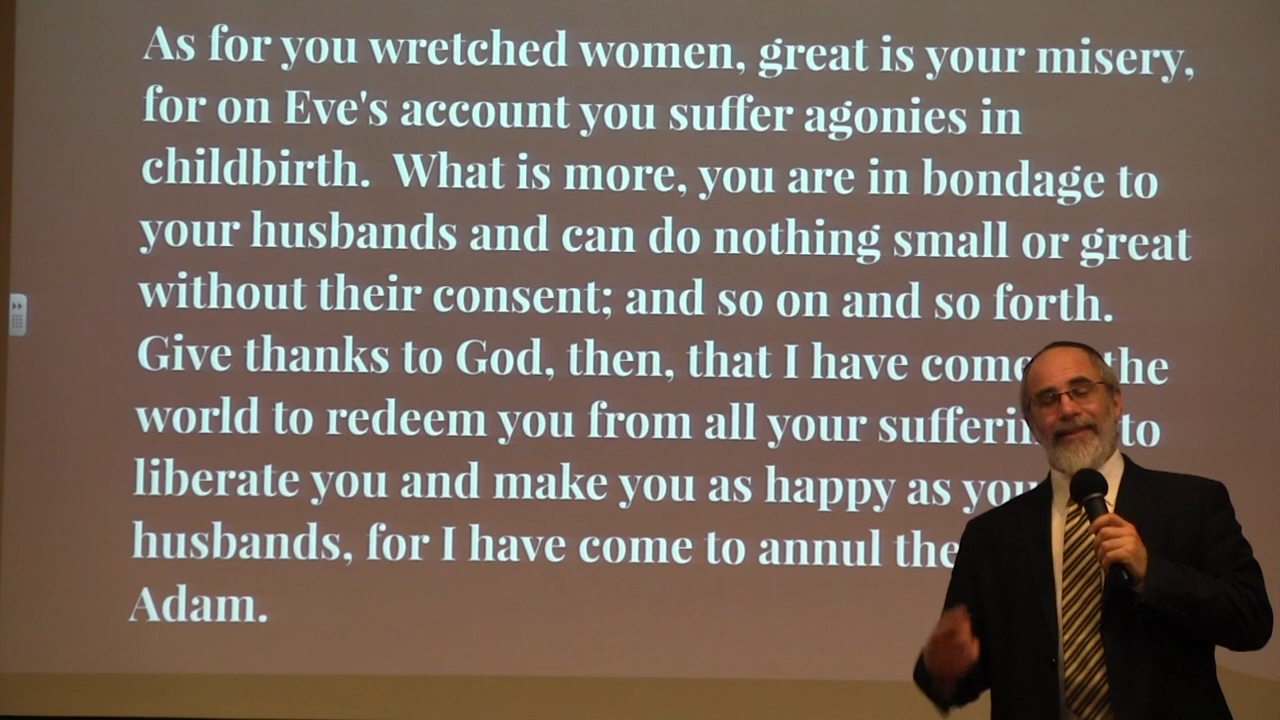 As for you wretched women, great is your misery,
for on Eve's account you suffer agonies in
childbirth. What is more, you are in bondage to
your husbands and can do nothing small or great
without their consent; and so on and so forth.
Give thanks to God, then, that I have come the
world to redeem you from all your to
liberate you and make you as happy as
husbands, for I have come to annul the
Adam.